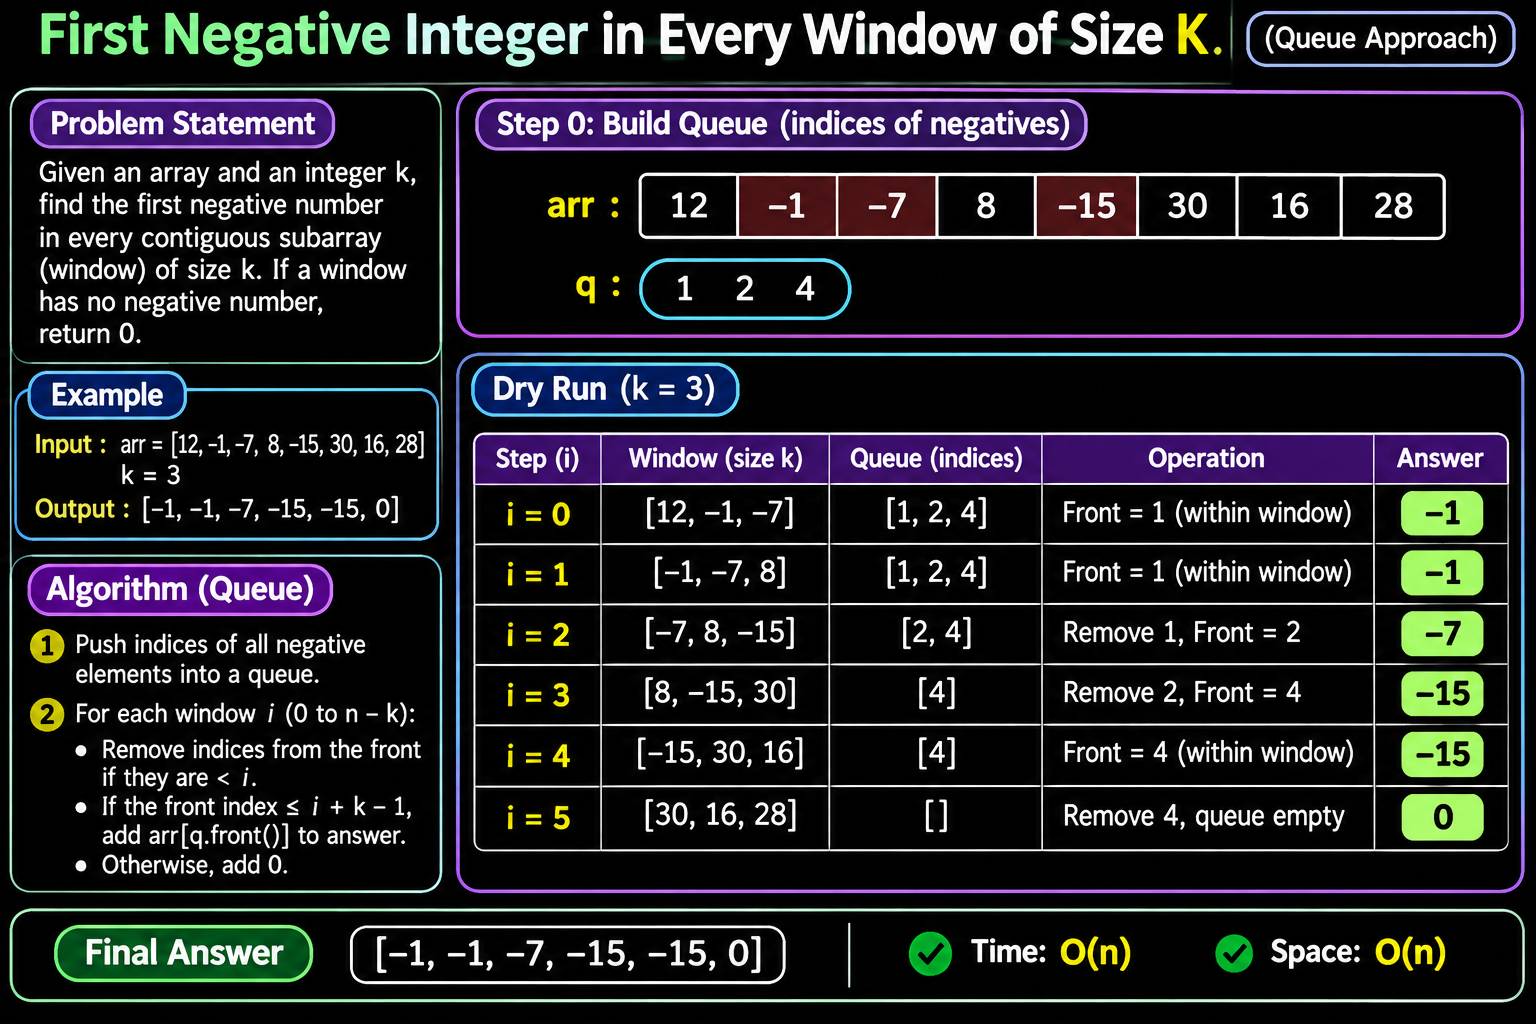 First Negative Integer in Every Window of Size K.
(Queue Approach)
Problem Statement
Given an array and an integer k,
find the first negative number
in every contiguous subarray
(window) of size k. If a window
has no negative number,
return 0.
Example
Input : arr = [12, −1, −7, 8, −15, 30, 16, 28]
k = 3
Output : [−1, −1, −7, −15, −15, 0]
Algorithm (Queue)
1 Push indices of all negative
elements into a queue.
2 For each window i (0 to n − k):
• Remove indices from the front
if they are < i.
• If the front index ≤ i + k − 1,
add arr[q.front()] to answer.
• Otherwise, add 0.
Step 0: Build Queue (indices of negatives)
arr : 12 −1 −7 8 −15 30 16 28
q : 1 2 4
Dry Run (k = 3)
Step (i) Window (size k) Queue (indices) Operation Answer
i = 0 [12, −1, −7] [1, 2, 4] Front = 1 (within window) −1
i = 1 [−1, −7, 8] [1, 2, 4] Front = 1 (within window) −1
i = 2 [−7, 8, −15] [2, 4] Remove 1, Front = 2 −7
i = 3 [8, −15, 30] [4] Remove 2, Front = 4 −15
i = 4 [−15, 30, 16] [4] Front = 4 (within window) −15
i = 5 [30, 16, 28] [] Remove 4, queue empty 0
Final Answer [−1, −1, −7, −15, −15, 0] Time: O(n) Space: O(n)